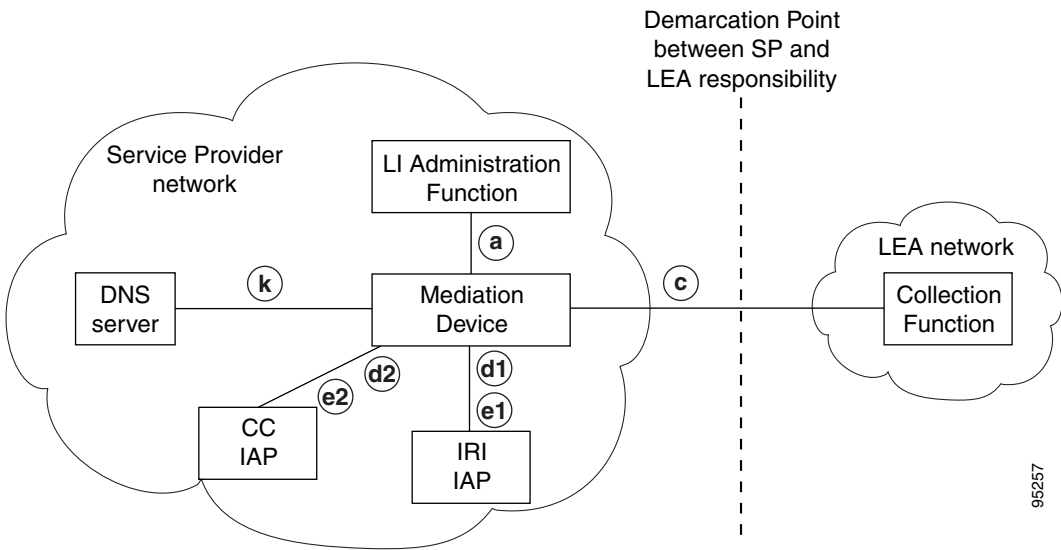 Demarcation Point
between SP and
LEA responsibility
Service Provider
network
LI Administration
Function
a
LEA network
k
c
DNS
server
Mediation
Device
Collection
Function
d2
d1
e2
e1
CC
IAP
IRI
IAP
95257